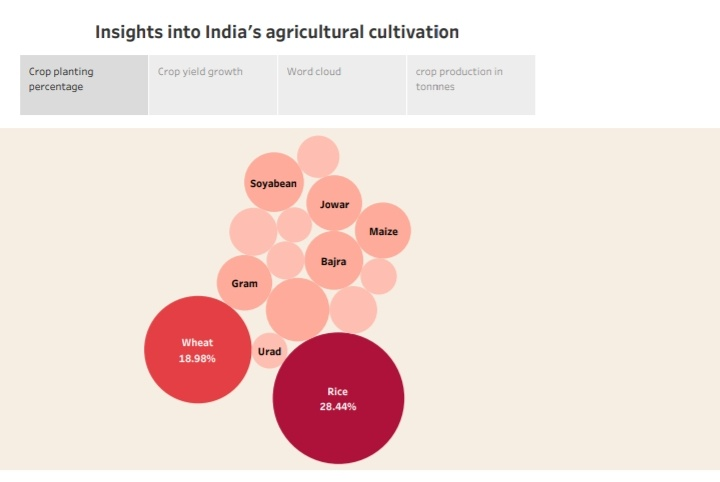 Insights into India's agricultural cultivation
Crop planting
percentage
Crop yield growth
Word cloud
crop production in
tonnnes
Soyabean
Jowar
Maize
Bajra
Gram
Wheat
18.98%
Urad
Rice
28.44%